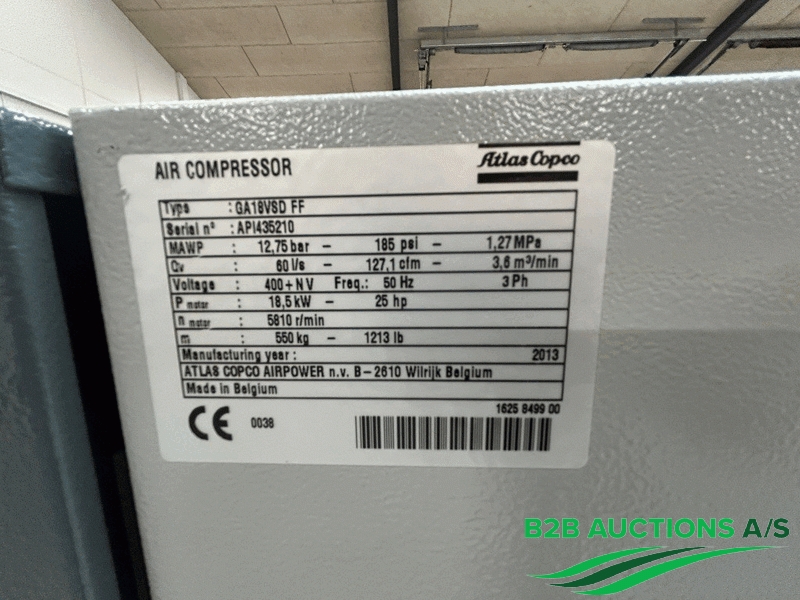 AIR COMPRESSOR
Atlas Copco
Type : GA18VSD FF
Serial n° : API435210
MAWP : 12,75 bar – 185 psi – 1,27 MPa
Qv : 60 l/s – 127,1 cfm – 3,6 m³/min
Voltage : 400+N V Freq.: 50 Hz 3 Ph
P motor : 18,5 kW – 25 hp
n motor : 5810 r/min
m : 550 kg – 1213 lb
Manufacturing year : 2013
ATLAS COPCO AIRPOWER n.v. B – 2610 Wilrijk Belgium
Made in Belgium
1625 8499 00
CE 0038
B2B AUCTIONS A/S